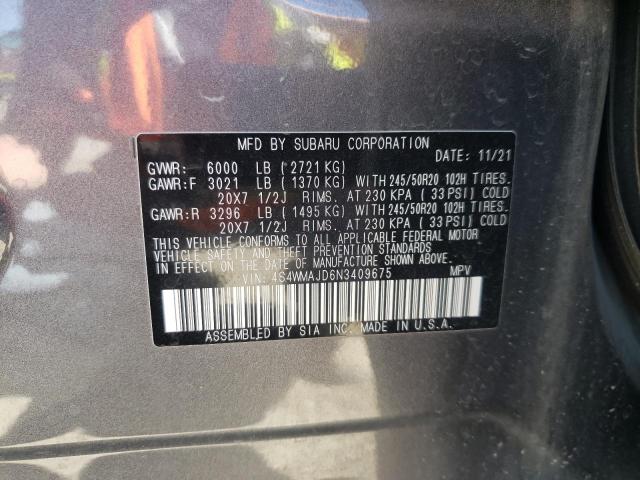 MFD BY SUBARU CORPORATION
DATE: 11/21
GVWR: 6000 LB ( 2721 KG)
GAWR:F 3021 LB ( 1370 KG) WITH 245/50R20 102H TIRES.
20X7 1/2J RIMS. AT 230 KPA ( 33 PSI) COLD
GAWR:R 3296 LB ( 1495 KG) WITH 245/50R20 102H TIRES.
20X7 1/2J RIMS. AT 230 KPA ( 33 PSI) COLD
THIS VEHICLE CONFORMS TO ALL APPLICABLE FEDERAL MOTOR
VEHICLE SAFETY AND THEFT PREVENTION STANDARDS
IN EFFECT ON THE DATE OF MANUFACTURE SHOWN ABOVE.
VIN: 4S4WMAJD6N3409675 MPV
ASSEMBLED BY SIA INC. MADE IN U.S.A.